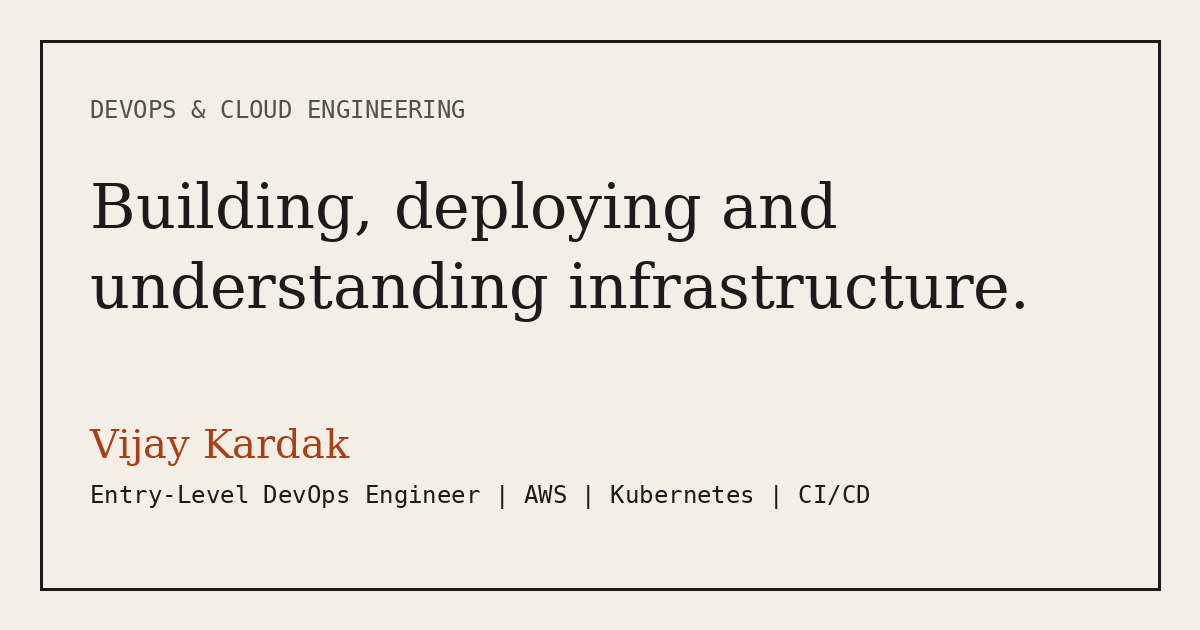 DEVOPS & CLOUD ENGINEERING
Building, deploying and
understanding infrastructure.
Vijay Kardak
Entry-Level DevOps Engineer | AWS | Kubernetes | CI/CD